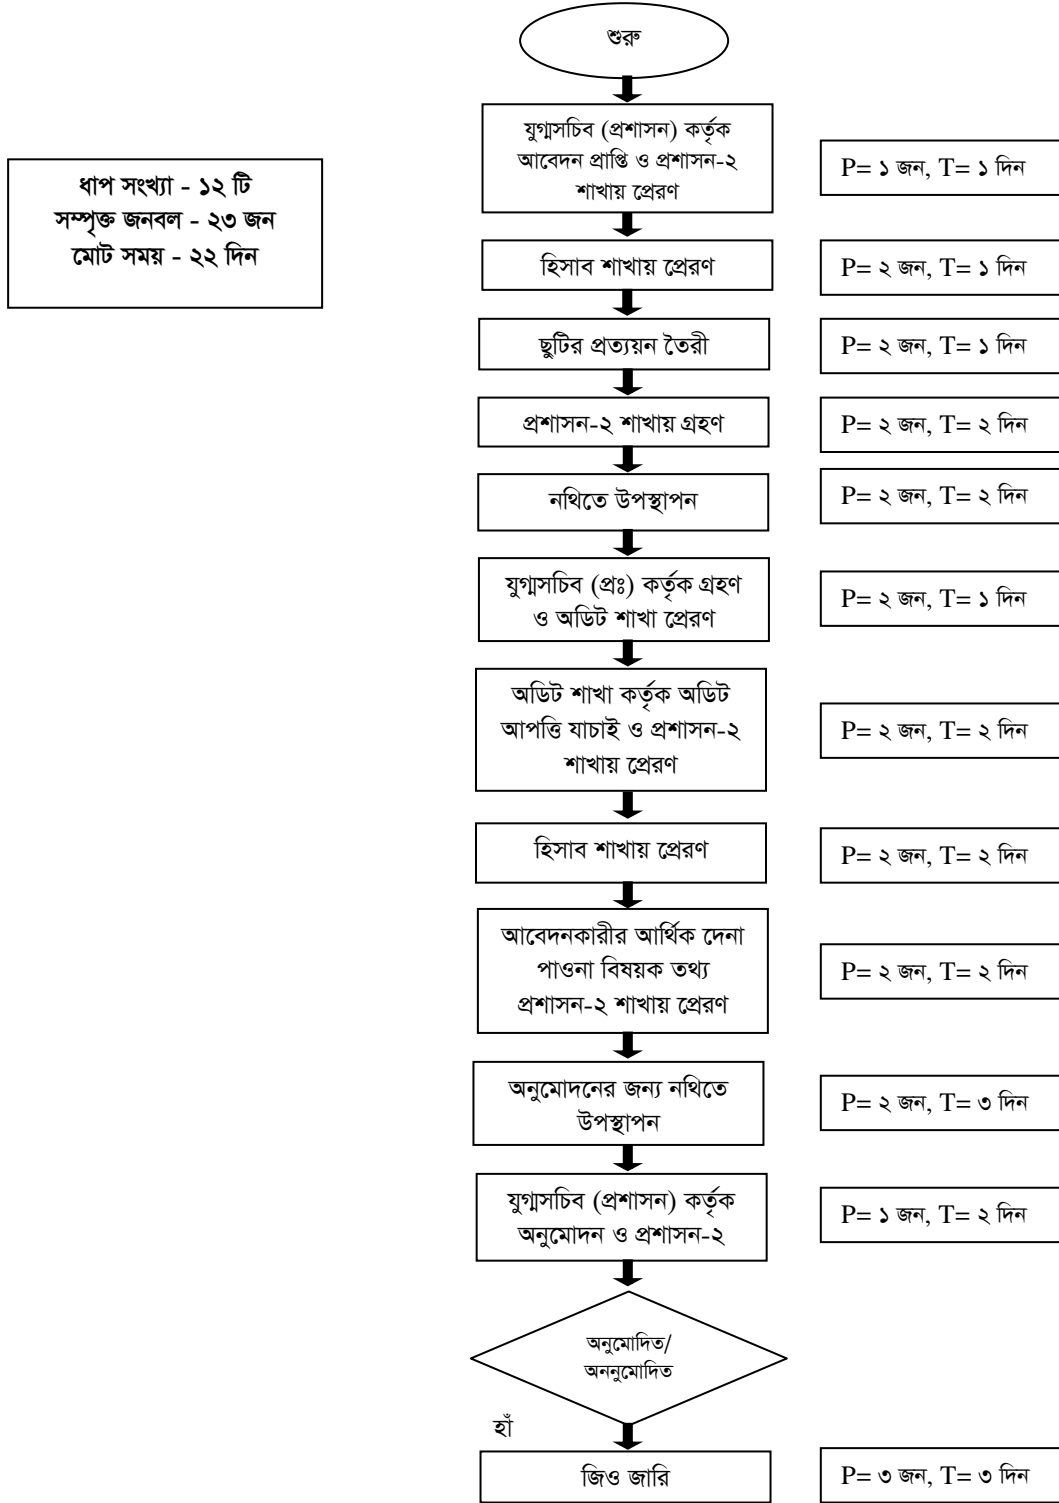 শুরু
যুগ্মসচিব (প্রশাসন) কর্তৃক
আবেদন প্রাপ্তি ও প্রশাসন-২
শাখায় প্রেরণ
P= ১ জন, T= ১ দিন
ধাপ সংখ্যা - ১২ টি
সম্পৃক্ত জনবল - ২৩ জন
মোট সময় - ২২ দিন
হিসাব শাখায় প্রেরণ
P= ২ জন, T= ১ দিন
ছুটির প্রত্যয়ন তৈরী
P= ২ জন, T= ১ দিন
প্রশাসন-২ শাখায় গ্রহণ
P= ২ জন, T= ২ দিন
নথিতে উপস্থাপন
P= ২ জন, T= ২ দিন
যুগ্মসচিব (প্রঃ) কর্তৃক গ্রহণ
ও অডিট শাখা প্রেরণ
P= ২ জন, T= ১ দিন
অডিট শাখা কর্তৃক অডিট
আপত্তি যাচাই ও প্রশাসন-২
শাখায় প্রেরণ
P= ২ জন, T= ২ দিন
হিসাব শাখায় প্রেরণ
P= ২ জন, T= ২ দিন
আবেদনকারীর আর্থিক দেনা
পাওনা বিষয়ক তথ্য
প্রশাসন-২ শাখায় প্রেরণ
P= ২ জন, T= ২ দিন
অনুমোদনের জন্য নথিতে
উপস্থাপন
P= ২ জন, T= ৩ দিন
যুগ্মসচিব (প্রশাসন) কর্তৃক
অনুমোদন ও প্রশাসন-২
P= ১ জন, T= ২ দিন
অনুমোদিত/
অননুমোদিত
হাঁ
জিও জারি
P= ৩ জন, T= ৩ দিন